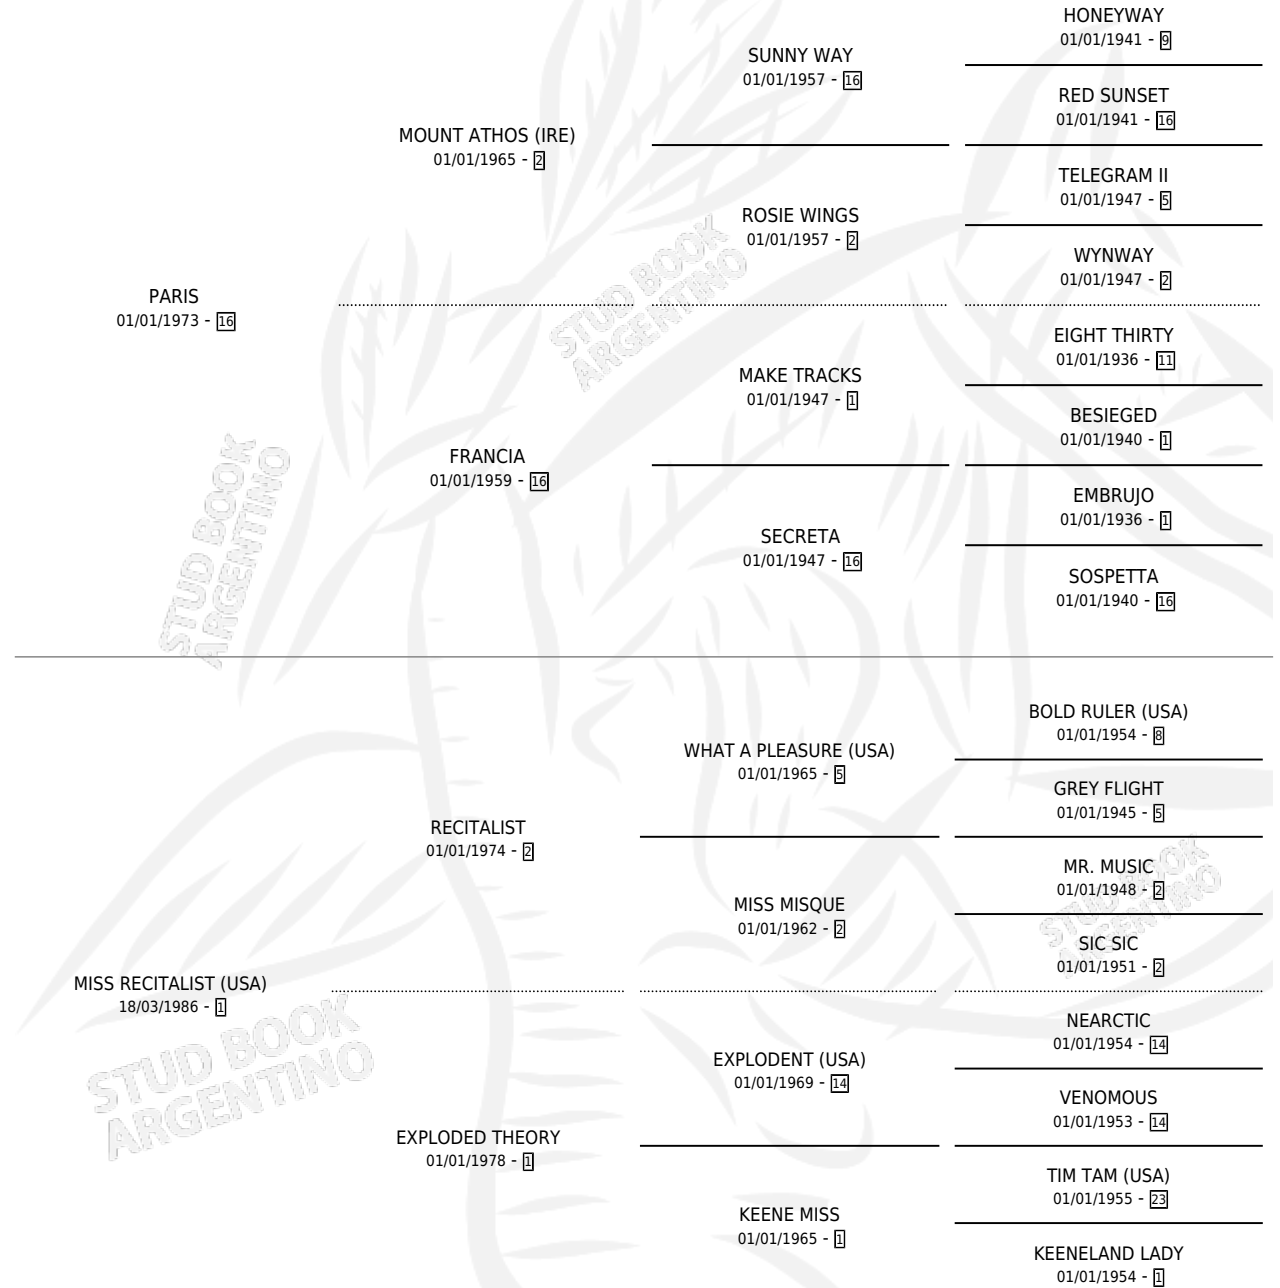 HONEYWAY
01/01/1941 - 9
SUNNY WAY
01/01/1957 - 16
RED SUNSET
01/01/1941 - 16
MOUNT ATHOS (IRE)
01/01/1965 - 2
TELEGRAM II
01/01/1947 - 5
ROSIE WINGS
01/01/1957 - 2
WYNWAY
01/01/1947 - 2
STUD BOOK
ARGENTINO
PARIS
01/01/1973 - 16
EIGHT THIRTY
01/01/1936 - 11
MAKE TRACKS
01/01/1947 - 1
BESIEGED
01/01/1940 - 1
FRANCIA
01/01/1959 - 16
EMBRUJO
01/01/1936 - 1
SECRETA
01/01/1947 - 16
SOSPETTA
01/01/1940 - 16
STUD BOOK
ARGENTINO
BOLD RULER (USA)
01/01/1954 - 8
WHAT A PLEASURE (USA)
01/01/1965 - 5
GREY FLIGHT
01/01/1945 - 5
RECITALIST
01/01/1974 - 2
MR. MUSIC
01/01/1948 - 2
MISS MISQUE
01/01/1962 - 2
SIC SIC
01/01/1951 - 2
STUD BOOK
ARGENTINO
MISS RECITALIST (USA)
18/03/1986 - 1
NEARCTIC
01/01/1954 - 14
EXPLODENT (USA)
01/01/1969 - 14
VENOMOUS
01/01/1953 - 14
STUD BOOK
ARGENTINO
EXPLODED THEORY
01/01/1978 - 1
TIM TAM (USA)
01/01/1955 - 23
KEENE MISS
01/01/1965 - 1
KEENELAND LADY
01/01/1954 - 1